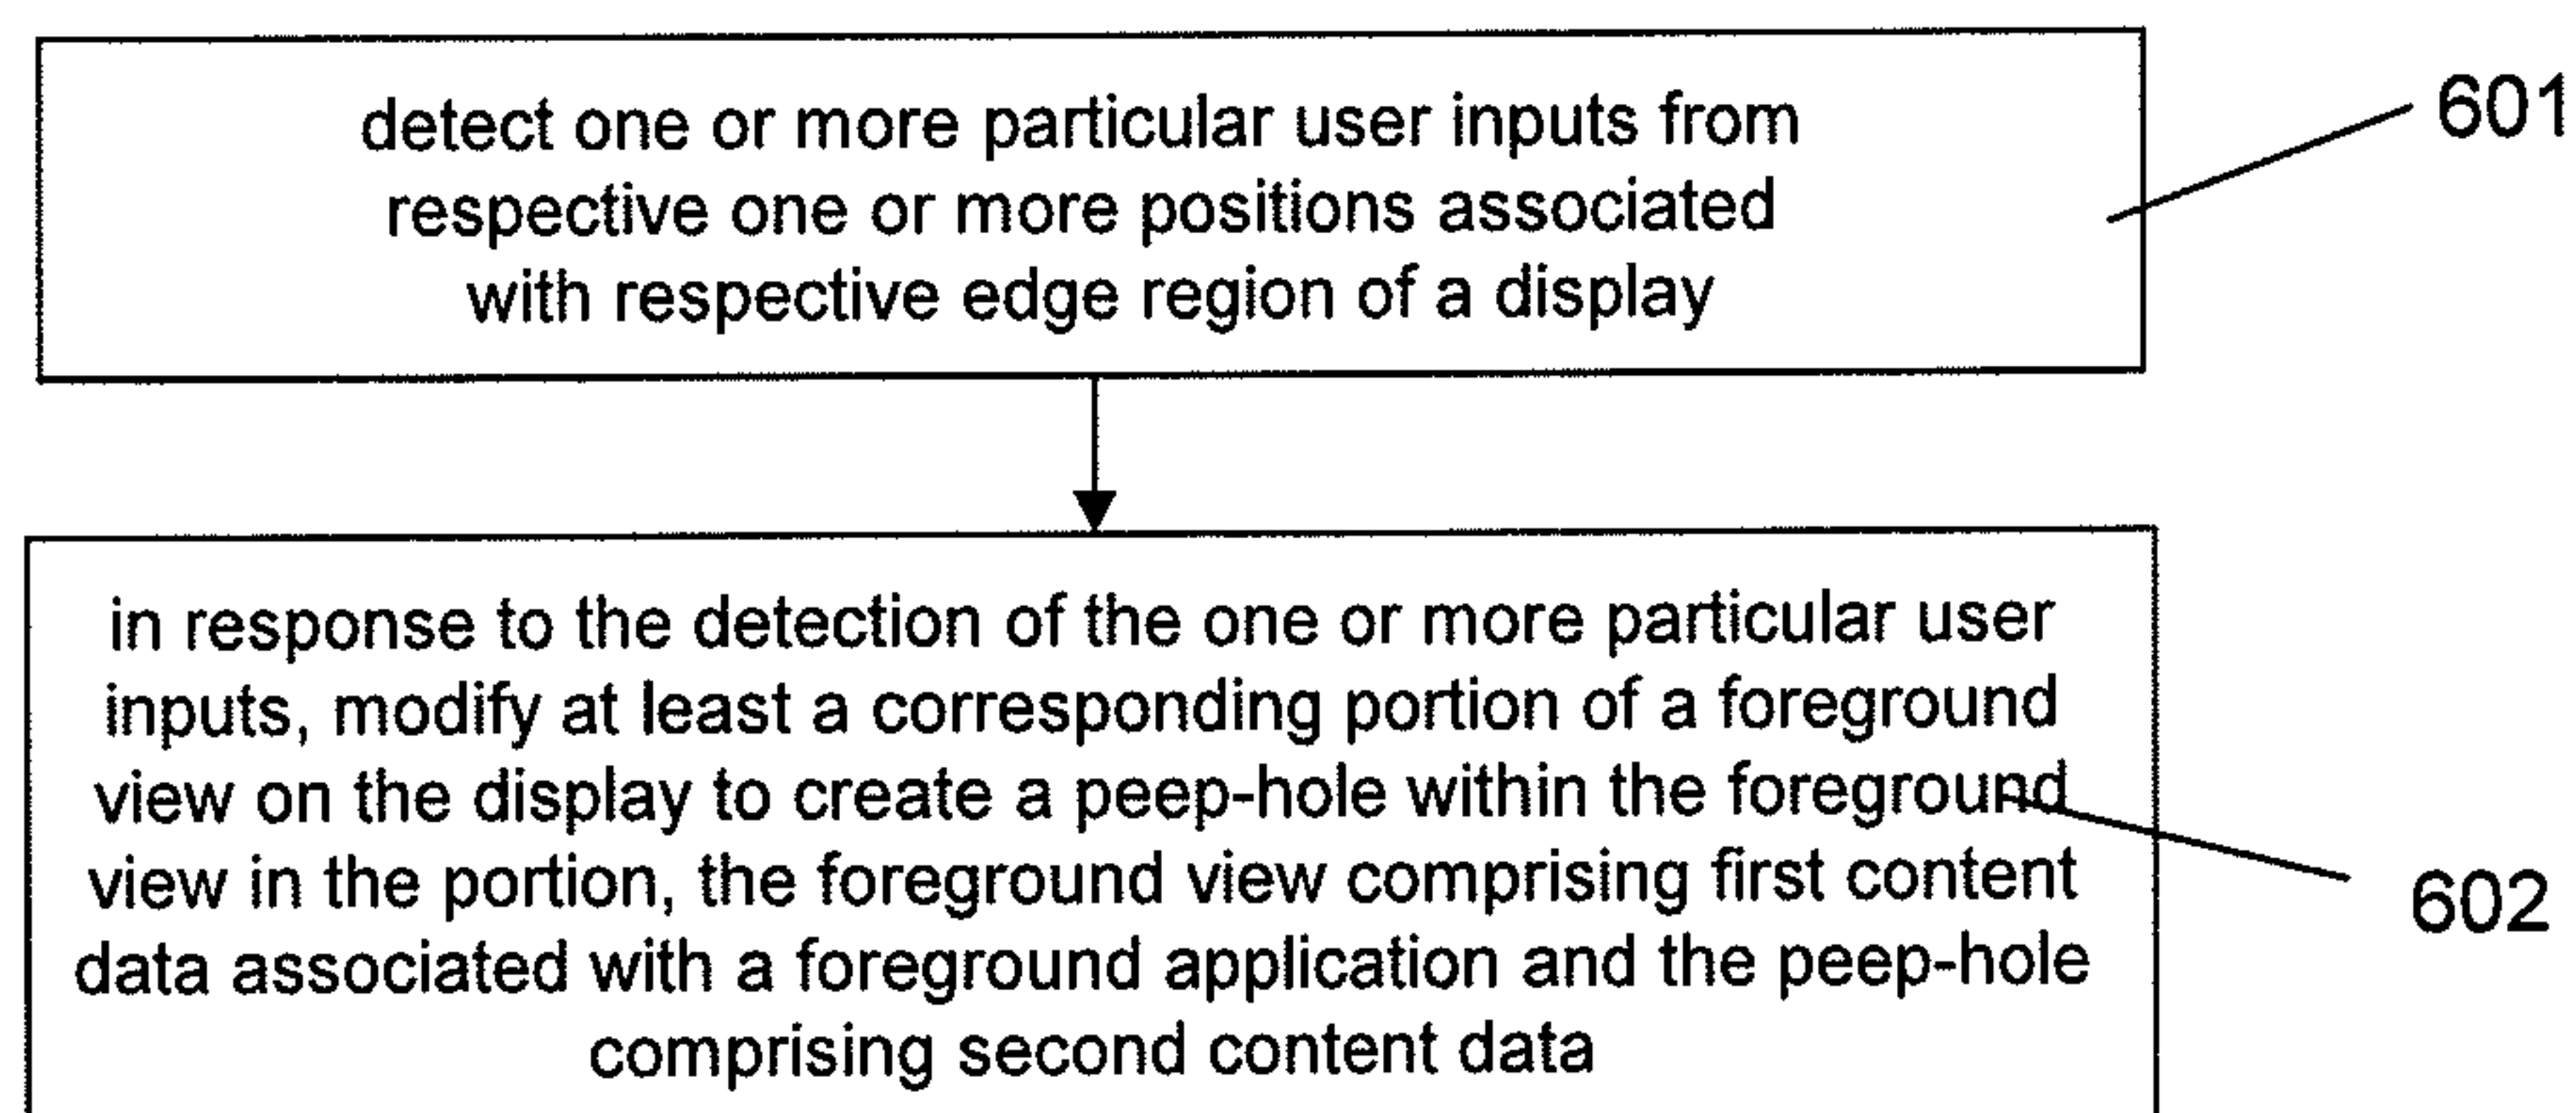 detect one or more particular user inputs from
respective one or more positions associated
with respective edge region of a display
601
in response to the detection of the one or more particular user
inputs, modify at least a corresponding portion of a foreground
view on the display to create a peep-hole within the foreground
view in the portion, the foreground view comprising first content
data associated with a foreground application and the peep-hole
comprising second content data
602